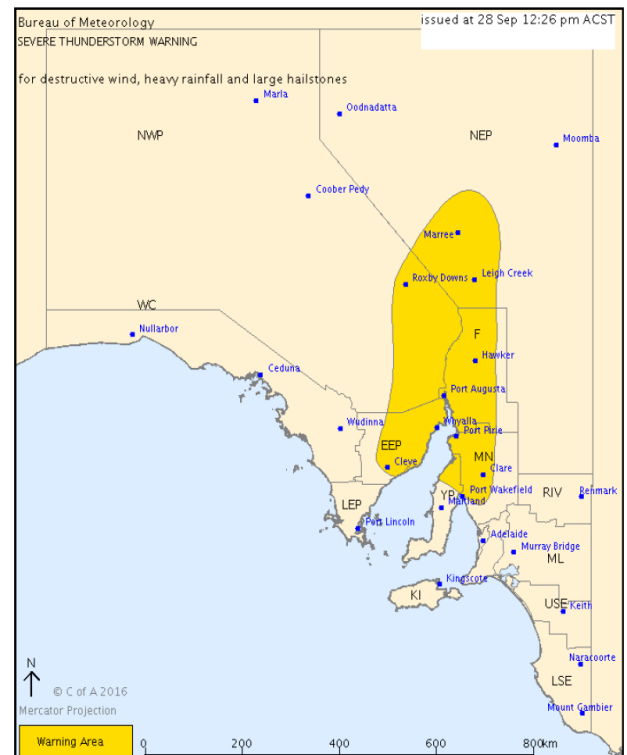 Bureau of Meteorology
issued at 28 Sep 12:26 pm ACST
SEVERE THUNDERSTORM WARNING
for destructive wind, heavy rainfall and large hailstones
Marla
Oodnadatta
NWP
NEP
Moomba
Coober Pedy
Marree
Roxby Downs
Leigh Creek
WC
Nullarbor
F
Hawker
Ceduna
Port Augusta
Wudinna
Whyalla
Port Pirie
EEP
MN
Cleve
Clare
YP
Port Wakefield
RIV
Renmark
LEP
Maitland
Port Lincoln
Adelaide
Murray Bridge
ML
Kingscote
KI
USE
Keith
N
Naracoorte
LSE
© C of A 2016
Mercator Projection
Mount Gambier
Warning Area
0 200 400 600 800km